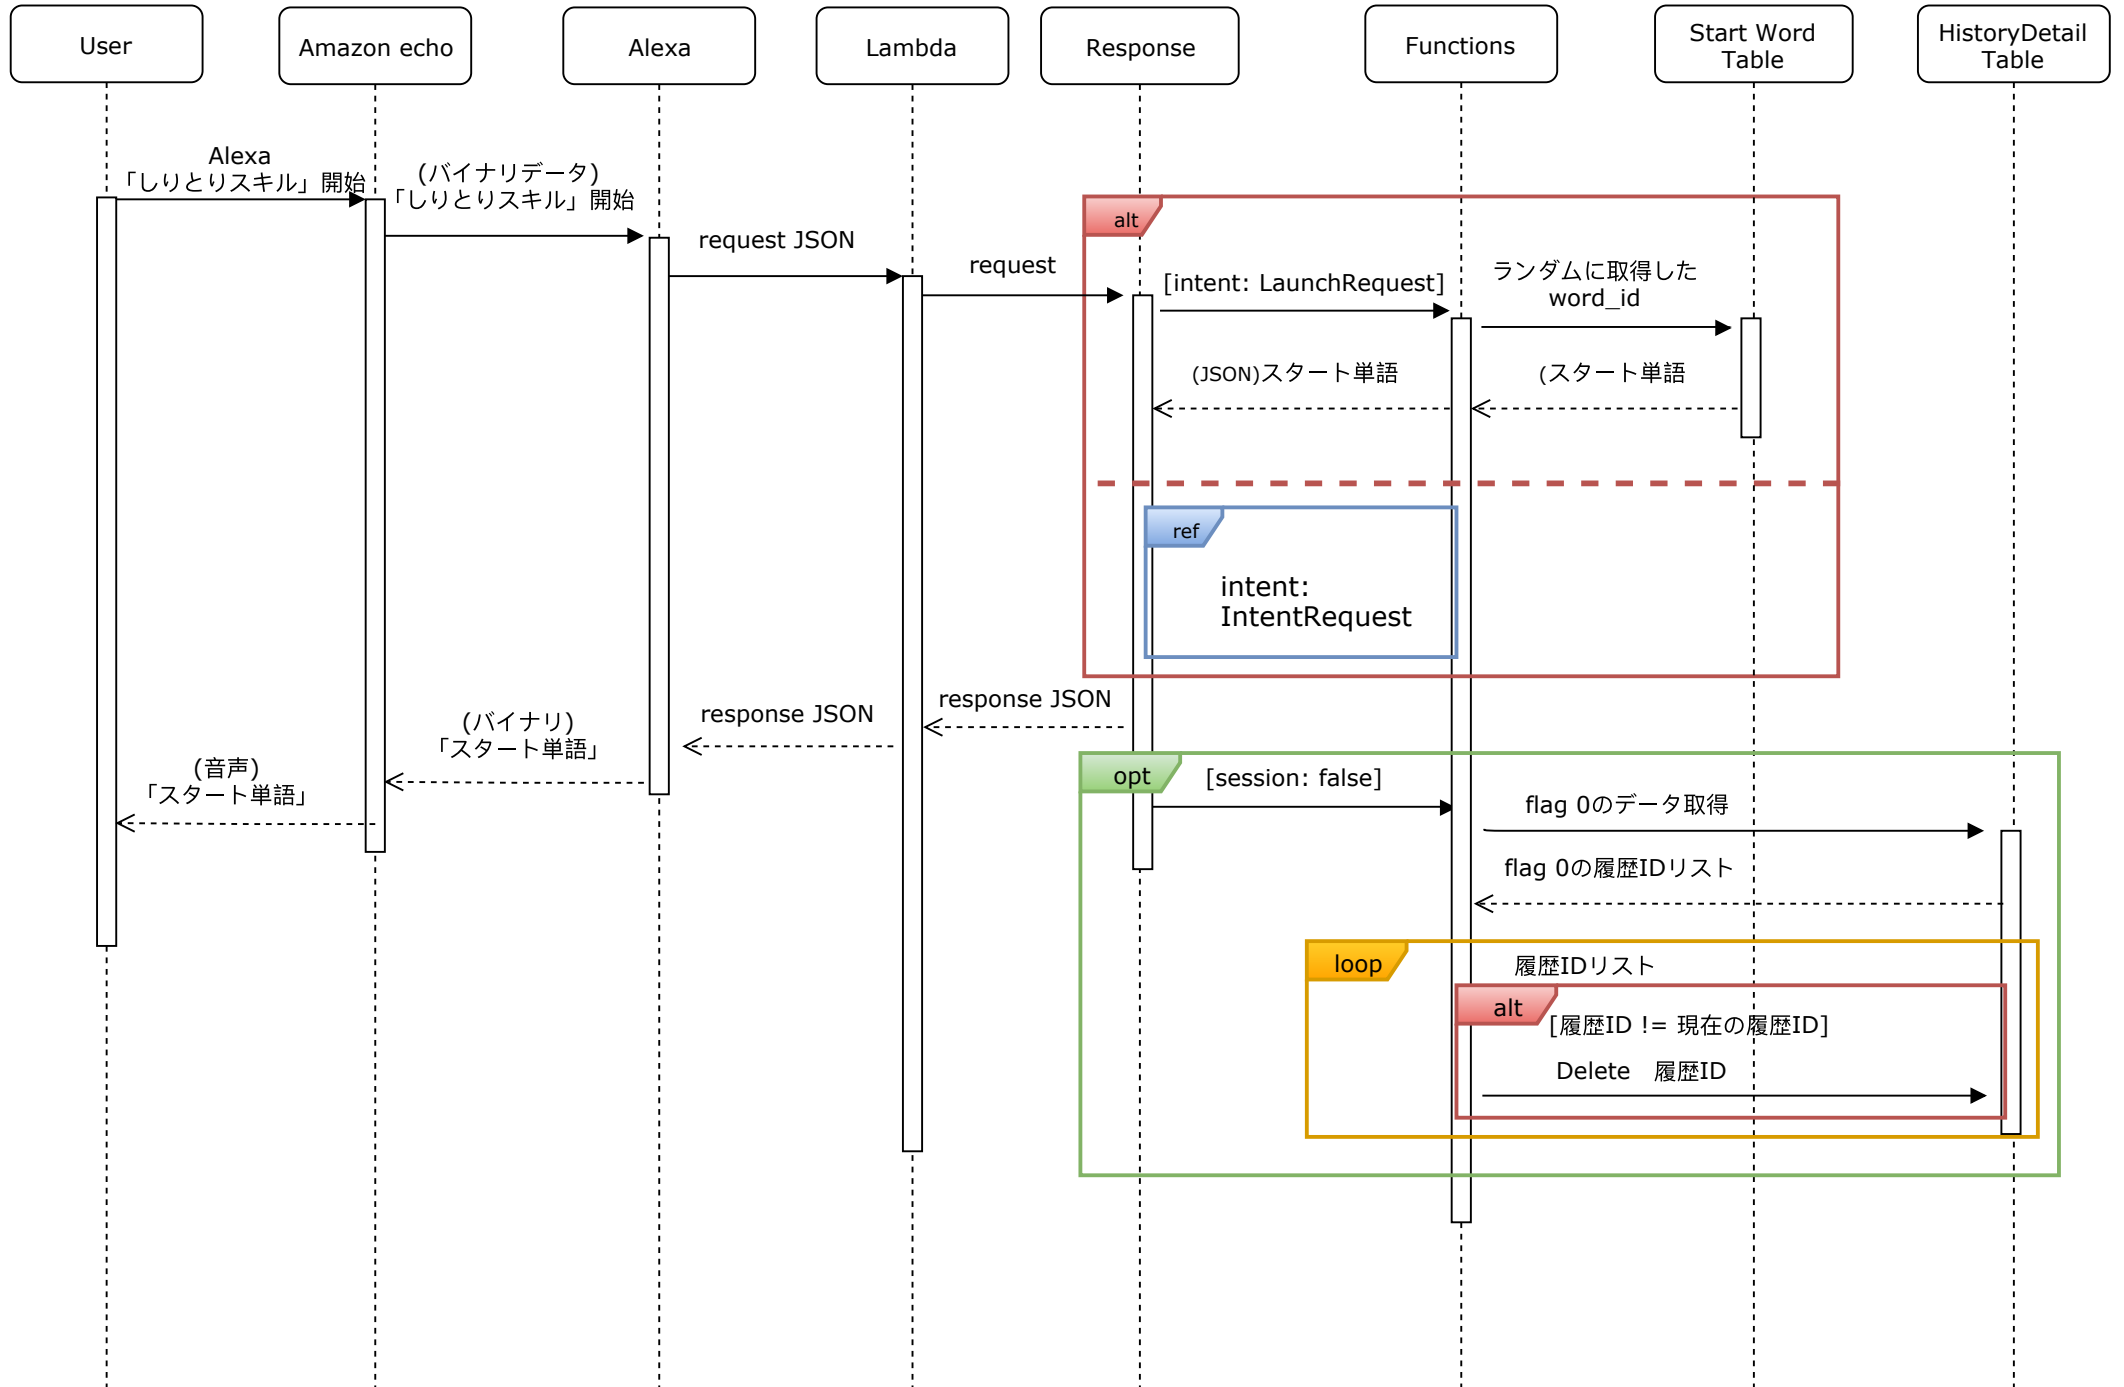 User
Amazon echo
Alexa
Lambda
Response
Functions
Start Word
Table
HistoryDetail
Table
Alexa
「しりとりスキル」開始
(バイナリデータ)
「しりとりスキル」開始
request JSON
request
alt
[intent: LaunchRequest]
ランダムに取得した
word_id
(JSON)スタート単語
(スタート単語
ref
intent:
IntentRequest
response JSON
response JSON
(バイナリ)
「スタート単語」
(音声)
「スタート単語」
opt
[session: false]
flag 0のデータ取得
flag 0の履歴IDリスト
loop
履歴IDリスト
alt
[履歴ID != 現在の履歴ID]
Delete　履歴ID